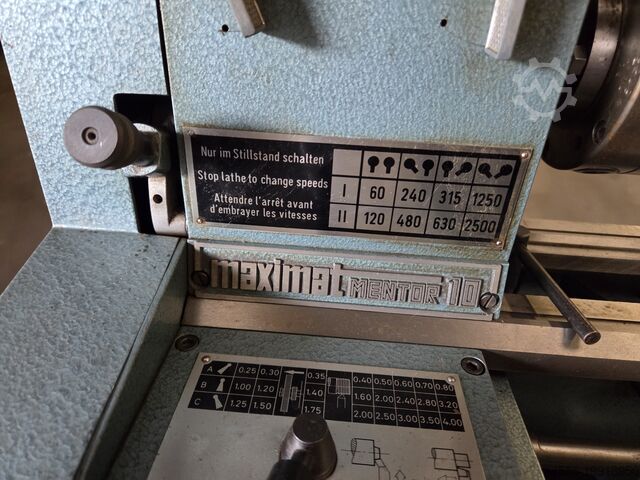 Nur im Stillstand schalten
Stop lathe to change speeds
Attendre l'arrêt avant
d'embrayer les vitesses
I 60 240 315 1250
II 120 480 630 2500
maximat MENTOR 10
A 0.25 0.30 0.35 0.40 0.50 0.60 0.70 0.80
B 1.00 1.20 1.40 1.60 2.00 2.40 2.80 3.20
C 1.25 1.50 1.75 2.00 2.50 3.00 3.50 4.00